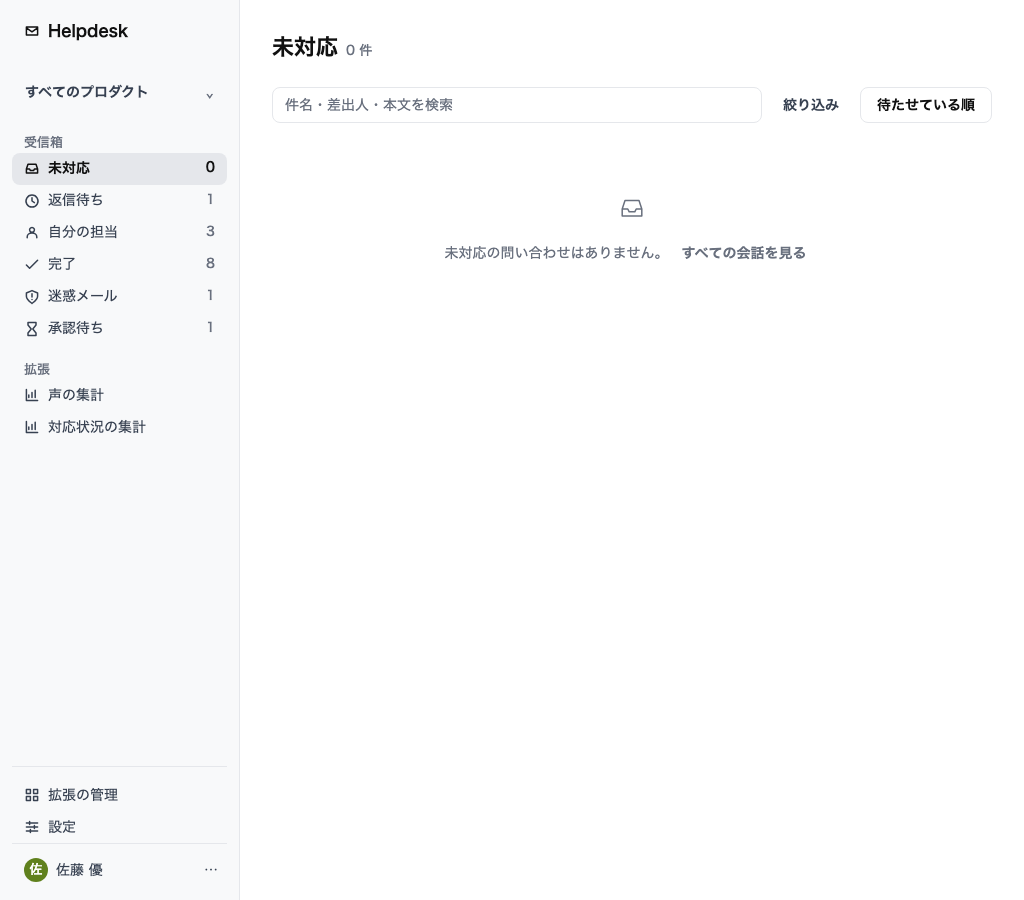 Helpdesk
すべてのプロダクト
受信箱
未対応 0
返信待ち 1
自分の担当 3
完了 8
迷惑メール 1
承認待ち 1
拡張
声の集計
対応状況の集計
拡張の管理
設定
佐 佐藤 優 …
未対応 0 件
件名・差出人・本文を検索 絞り込み 待たせている順
未対応の問い合わせはありません。 すべての会話を見る